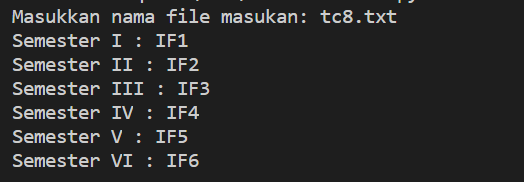 Masukkan nama file masukan: tc8.txt
Semester I : IF1
Semester II : IF2
Semester III : IF3
Semester IV : IF4
Semester V : IF5
Semester VI : IF6